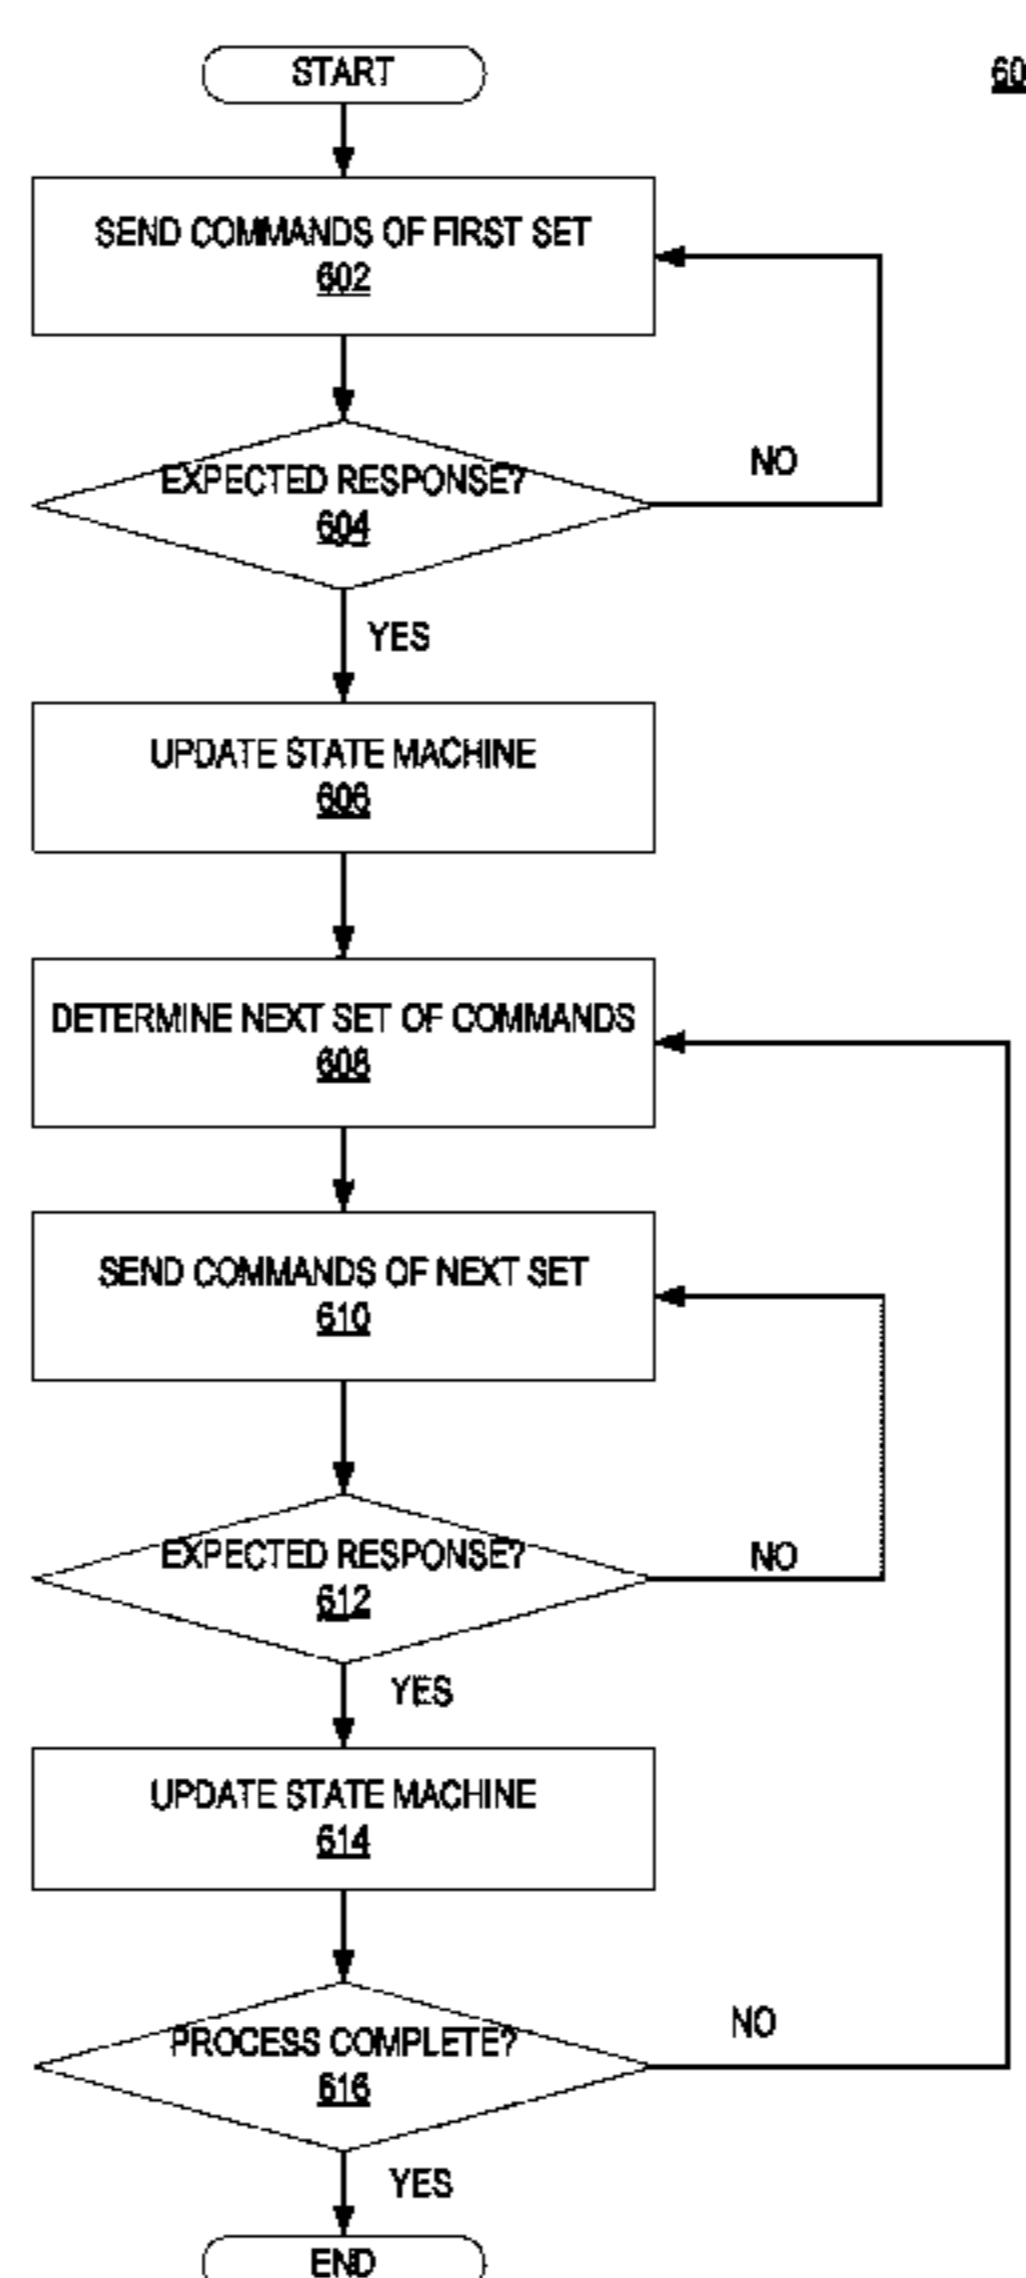 START
60
SEND COMMANDS OF FIRST SET
602
EXPECTED RESPONSE?
604
NO
YES
UPDATE STATE MACHINE
606
DETERMINE NEXT SET OF COMMANDS
608
SEND COMMANDS OF NEXT SET
610
EXPECTED RESPONSE?
612
NO
YES
UPDATE STATE MACHINE
614
PROCESS COMPLETE?
616
NO
YES
END